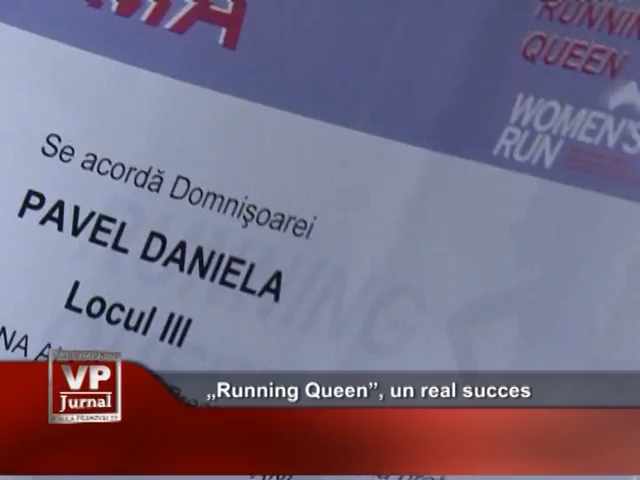 RUNNING
QUEEN
WOMEN'S
RUN
Se acordă Domnişoarei
PAVEL DANIELA
Locul III
VP
Jurnal
„Running Queen”, un real succes